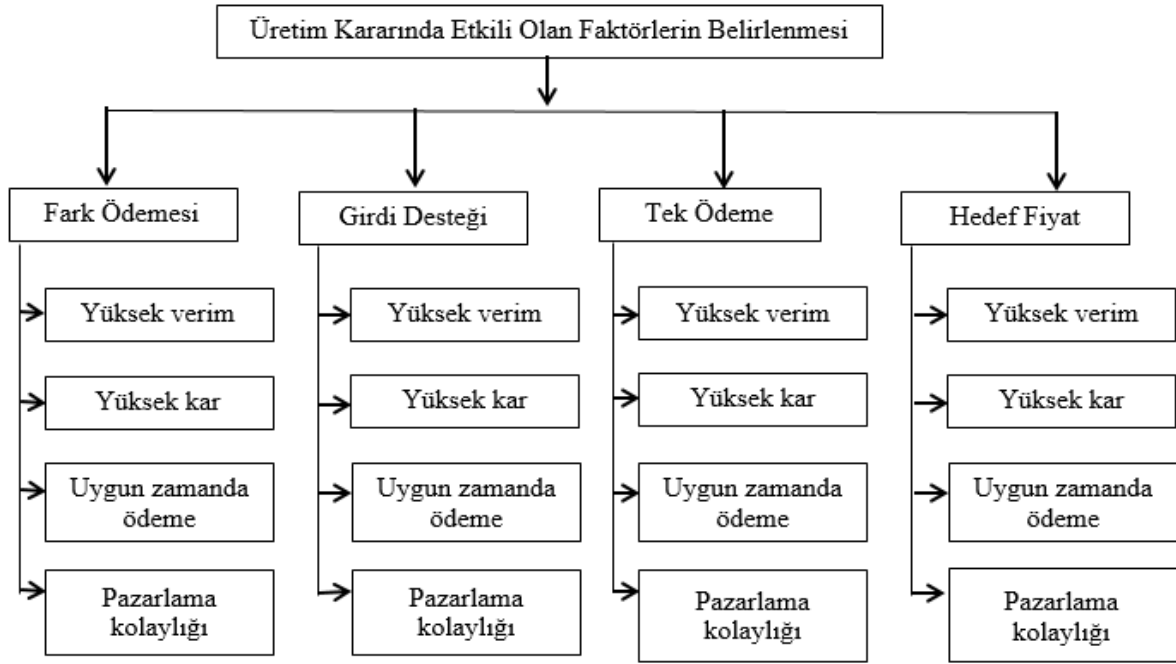 Üretim Kararında Etkili Olan Faktörlerin Belirlenmesi
Fark Ödemesi
Girdi Desteği
Tek Ödeme
Hedef Fiyat
Yüksek verim
Yüksek verim
Yüksek verim
Yüksek verim
Yüksek kar
Yüksek kar
Yüksek kar
Yüksek kar
Uygun zamanda
ödeme
Uygun zamanda
ödeme
Uygun zamanda
ödeme
Uygun zamanda
ödeme
Pazarlama
kolaylığı
Pazarlama
kolaylığı
Pazarlama
kolaylığı
Pazarlama
kolaylığı